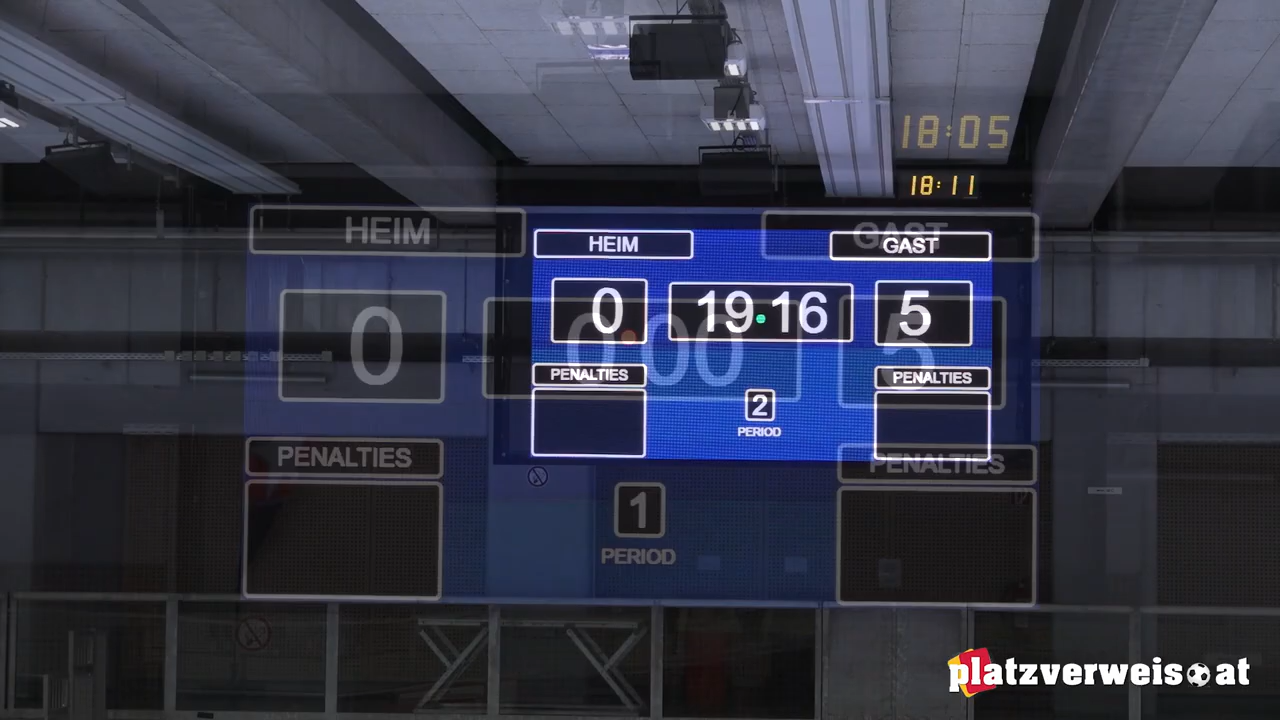 18:05
18:11
HEIM GAST
HEIM GAST
0 19:16 5
0 0:00 5
PENALTIES PENALTIES
2
PERIOD
PENALTIES PENALTIES
1
PERIOD
platzverweis.at